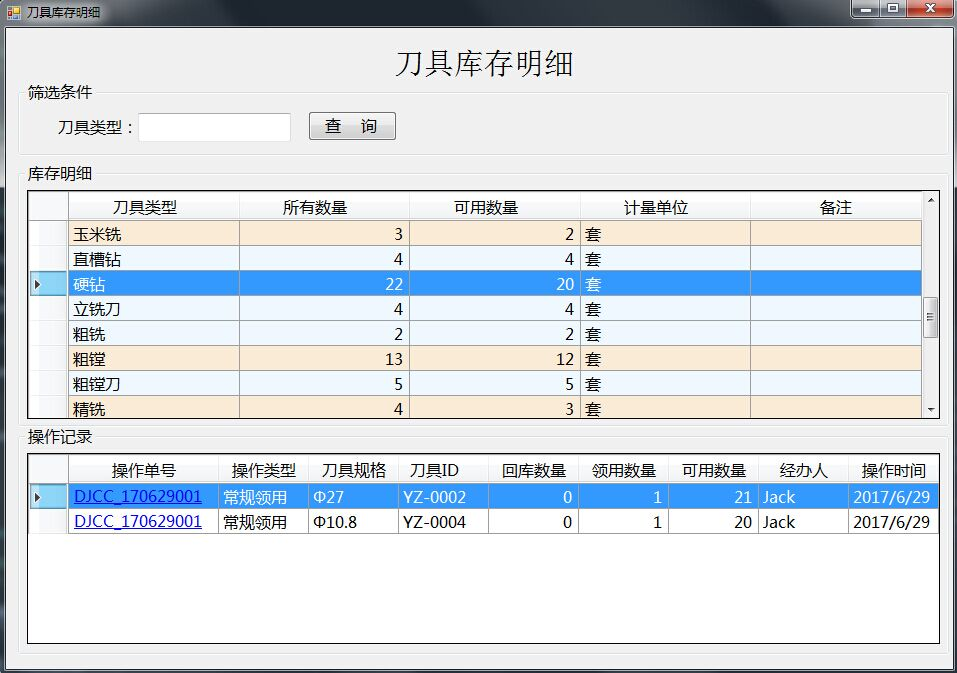 刀具库存明细
刀具库存明细
筛选条件
刀具类型：
查 询
库存明细
刀具类型 所有数量 可用数量 计量单位 备注
玉米铣 3 2 套
直槽钻 4 4 套
硬钻 22 20 套
立铣刀 4 4 套
粗铣 2 2 套
粗镗 13 12 套
粗镗刀 5 5 套
精铣 4 3 套
操作记录
操作单号 操作类型 刀具规格 刀具ID 回库数量 领用数量 可用数量 经办人 操作时间
DJCC_170629001 常规领用 Φ27 YZ-0002 0 1 21 Jack 2017/6/29
DJCC_170629001 常规领用 Φ10.8 YZ-0004 0 1 20 Jack 2017/6/29